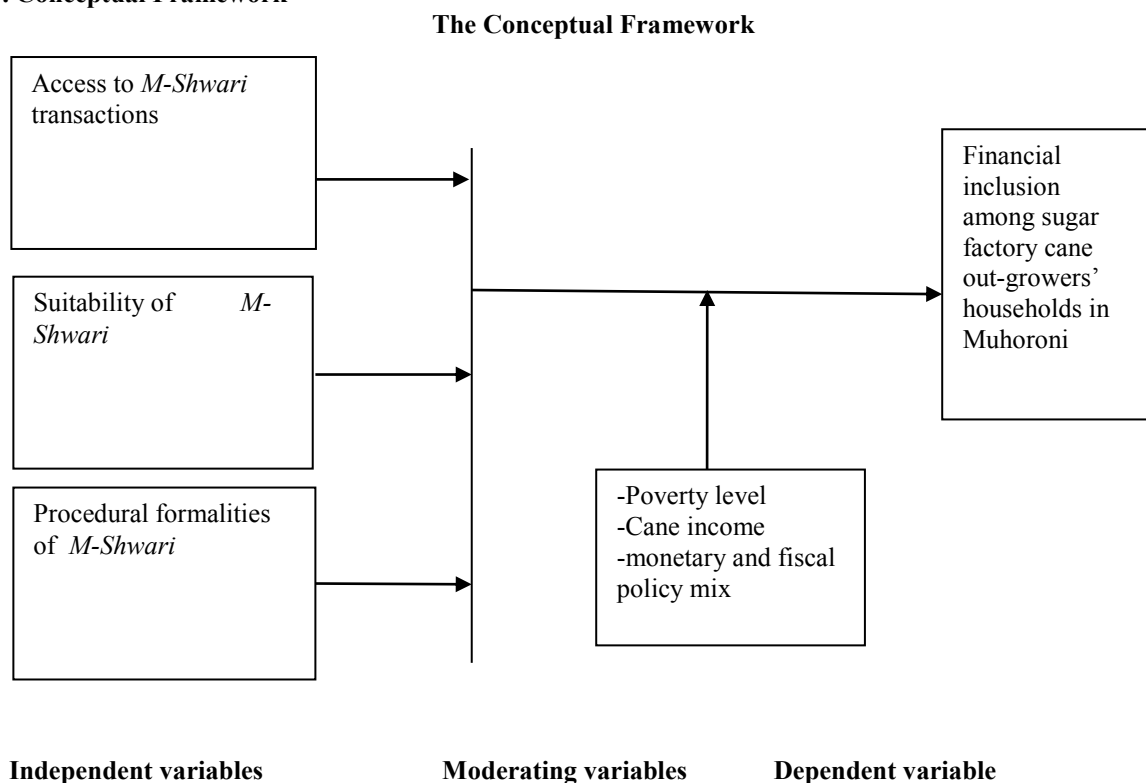 . Conceptual Framework
The Conceptual Framework
Access to M-Shwari
transactions
Suitability of M-
Shwari
Procedural formalities
of M-Shwari
-Poverty level
-Cane income
-monetary and fiscal
policy mix
Financial
inclusion
among sugar
factory cane
out-growers’
households in
Muhoroni
Independent variables Moderating variables Dependent variable